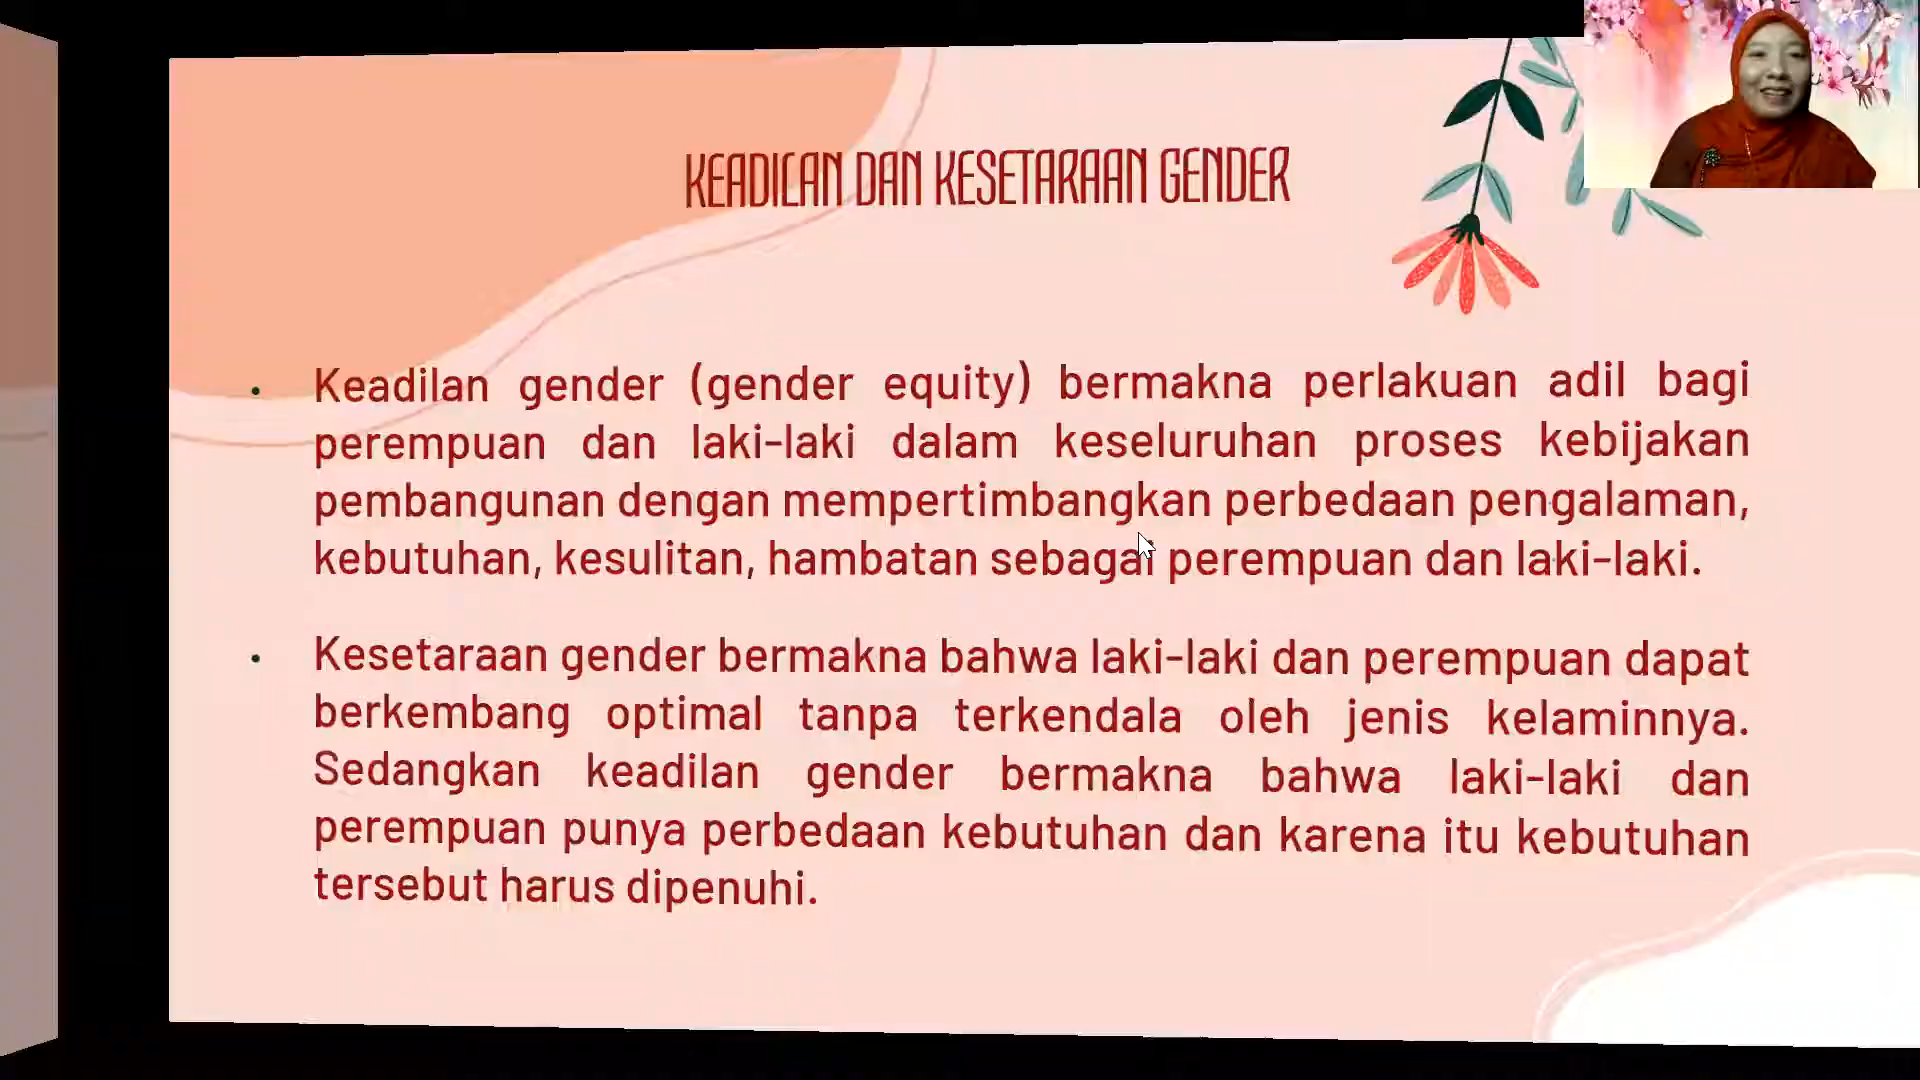 KEADILAN DAN KESETARAAN GENDER
• Keadilan gender (gender equity) bermakna perlakuan adil bagi
perempuan dan laki-laki dalam keseluruhan proses kebijakan
pembangunan dengan mempertimbangkan perbedaan pengalaman,
kebutuhan, kesulitan, hambatan sebagai perempuan dan laki-laki.
• Kesetaraan gender bermakna bahwa laki-laki dan perempuan dapat
berkembang optimal tanpa terkendala oleh jenis kelaminnya.
Sedangkan keadilan gender bermakna bahwa laki-laki dan
perempuan punya perbedaan kebutuhan dan karena itu kebutuhan
tersebut harus dipenuhi.